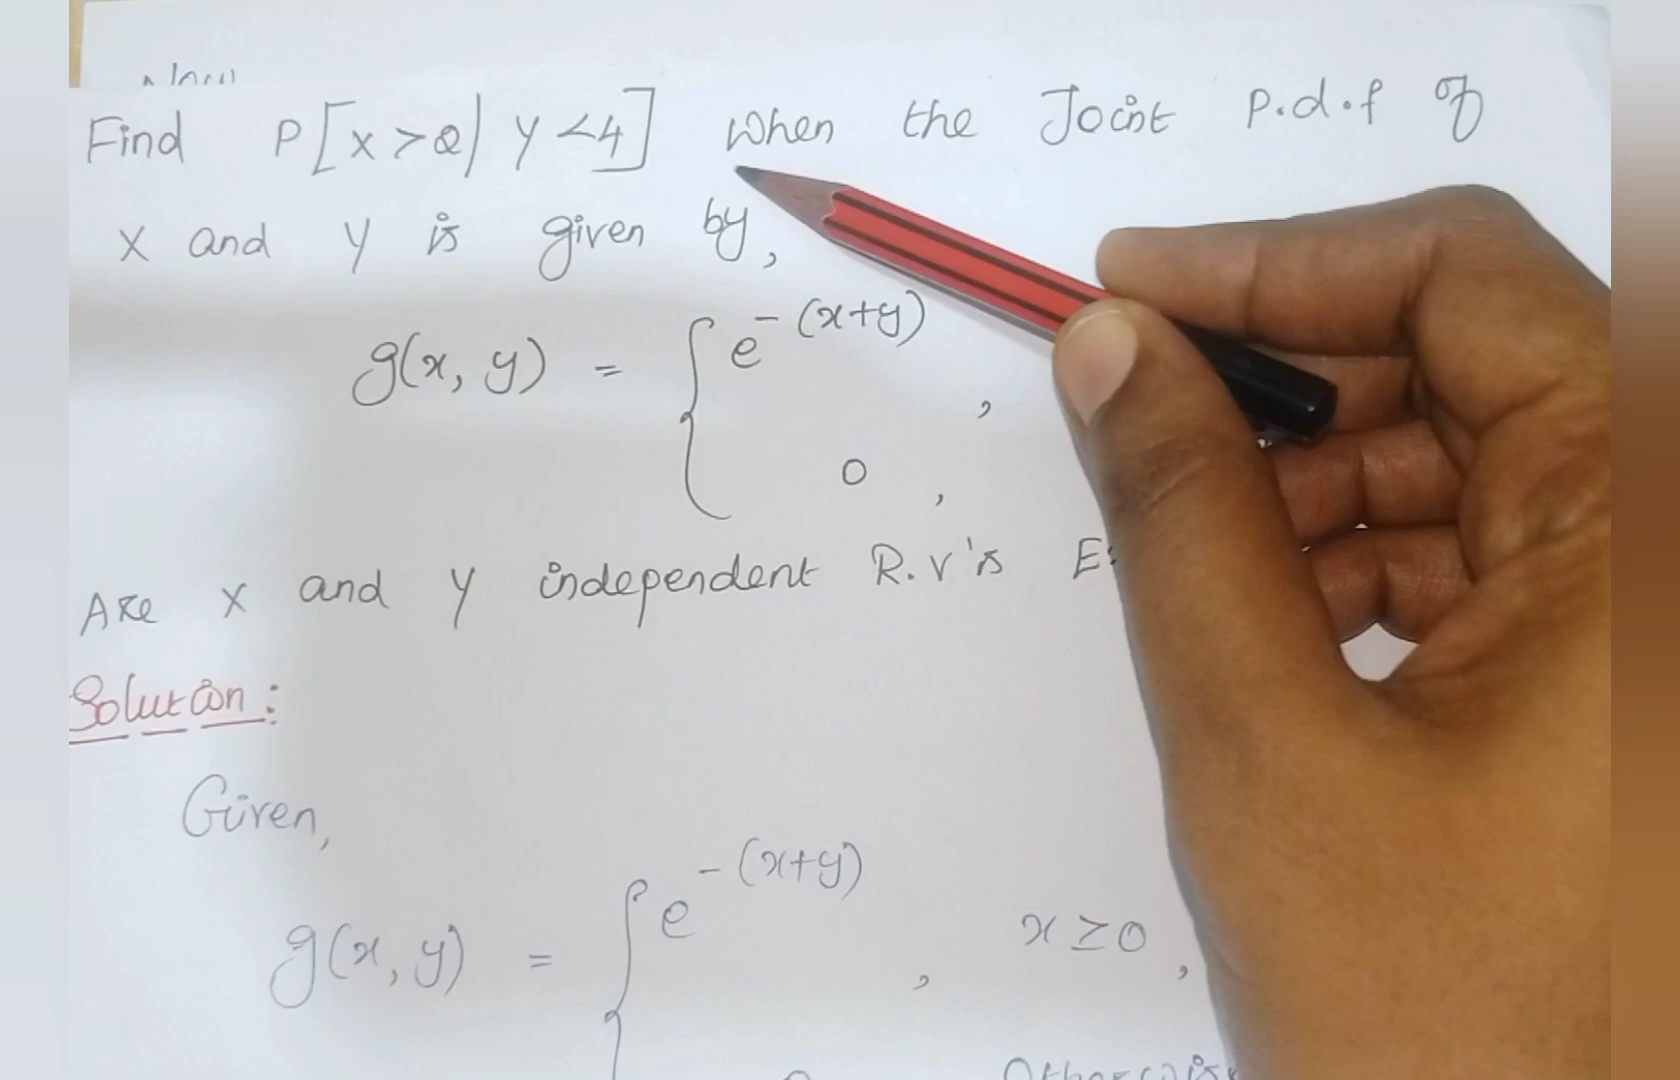 Find P[X>2/ Y<4] when the Joint P.d.f of
X and Y is given by,
g(x, y) = { e^-(x+y) ,
0 ,
Are X and Y independent R.V's
Solution:
Given,
g(x, y) = { e^-(x+y) , x ≥ 0 ,